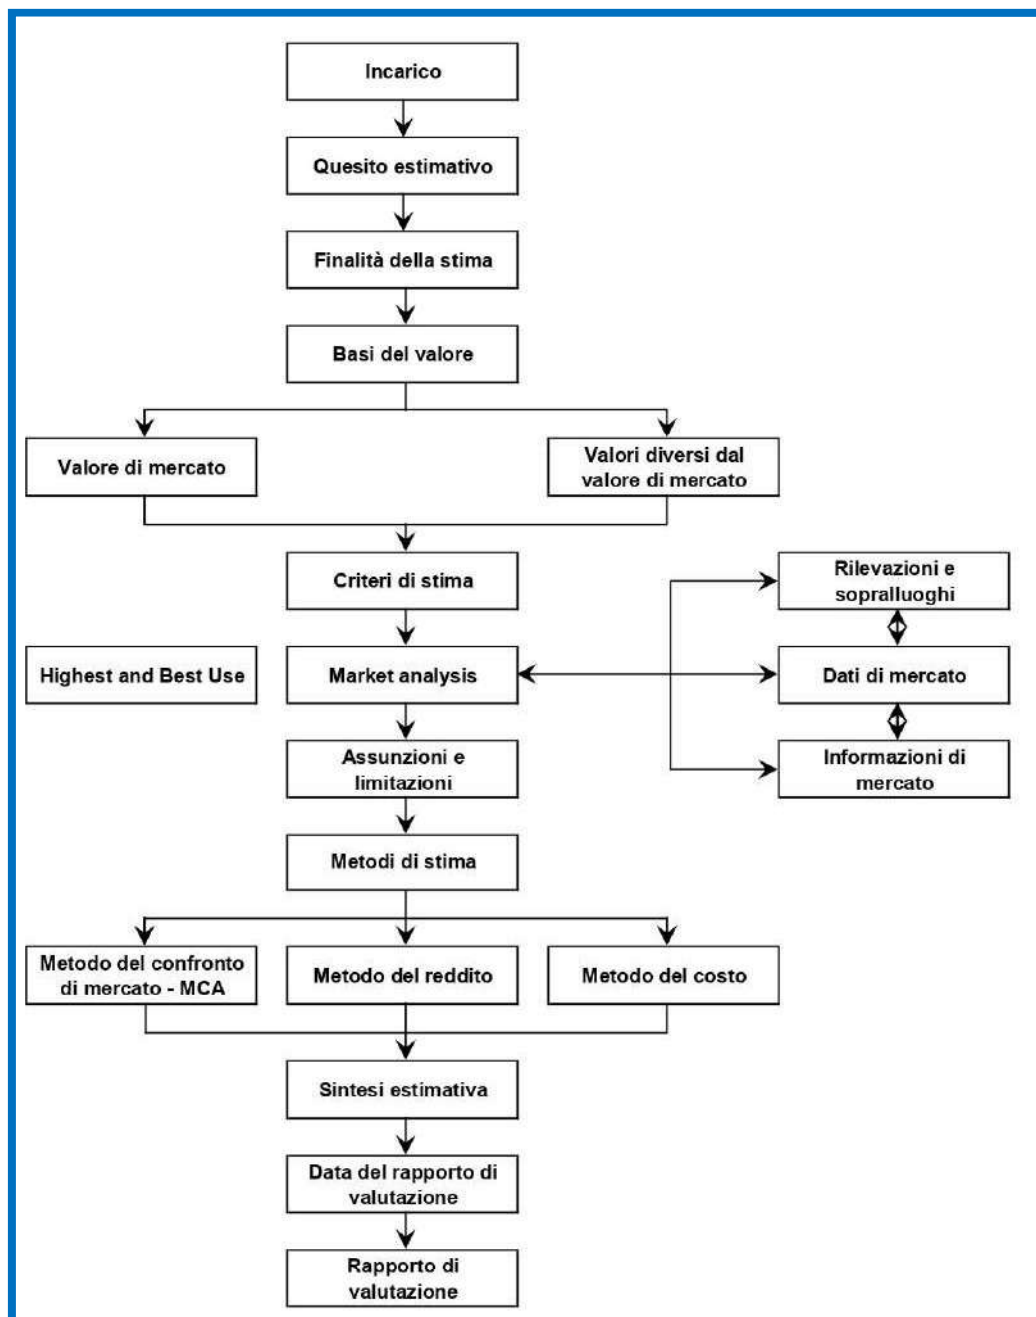 Incarico
Quesito estimativo
Finalità della stima
Basi del valore
Valore di mercato
Valori diversi dal
valore di mercato
Criteri di stima
Rilevazioni e
sopralluoghi
Highest and Best Use
Market analysis
Dati di mercato
Assunzioni e
limitazioni
Informazioni di
mercato
Metodi di stima
Metodo del confronto
di mercato - MCA
Metodo del reddito
Metodo del costo
Sintesi estimativa
Data del rapporto di
valutazione
Rapporto di
valutazione